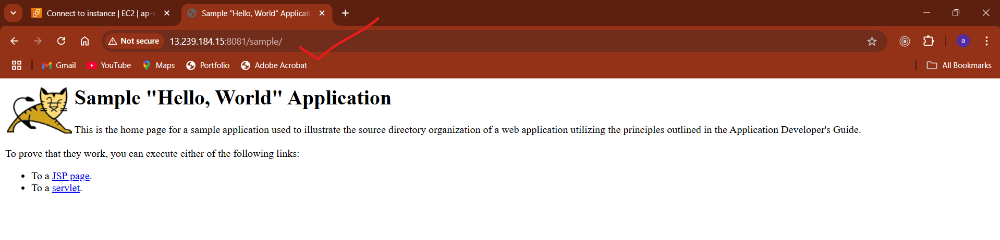 Connect to instance | EC2 | ap-s
Sample "Hello, World" Applicati
Not secure
13.239.184.15:8081/sample/
a
Gmail
YouTube
Maps
Portfolio
Adobe Acrobat
All Bookmarks
Sample "Hello, World" Application
This is the home page for a sample application used to illustrate the source directory organization of a web application utilizing the principles outlined in the Application Developer's Guide.
To prove that they work, you can execute either of the following links:
• To a JSP page.
• To a servlet.